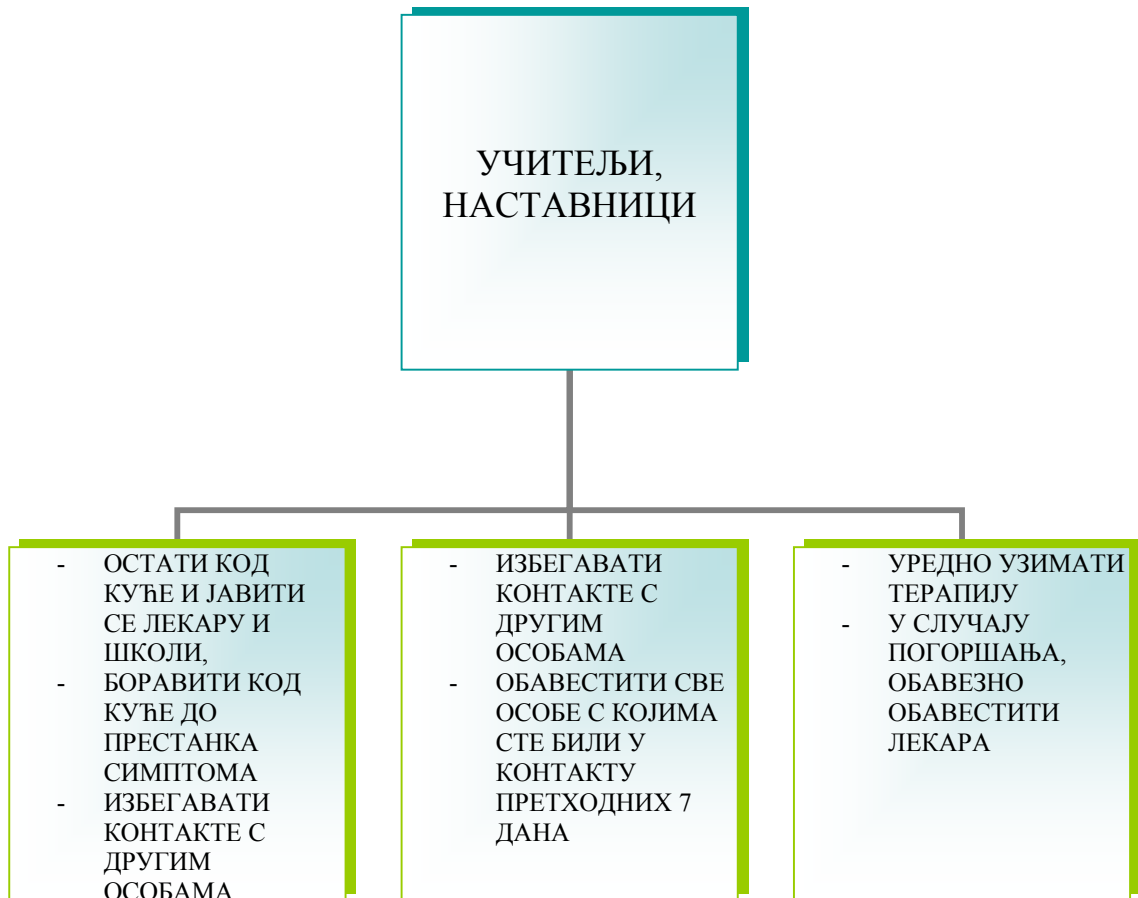 УЧИТЕЉИ,
НАСТАВНИЦИ
- ОСТАТИ КОД
КУЋЕ И ЈАВИТИ
СЕ ЛЕКАРУ И
ШКОЛИ,
- БОРАВИТИ КОД
КУЋЕ ДО
ПРЕСТАНКА
СИМПТОМА
- ИЗБЕГАВАТИ
КОНТАКТЕ С
ДРУГИМ
ОСОБАМА
- ИЗБЕГАВАТИ
КОНТАКТЕ С
ДРУГИМ
ОСОБАМА
- ОБАВЕСТИТИ СВЕ
ОСОБЕ С КОЈИМА
СТЕ БИЛИ У
КОНТАКТУ
ПРЕТХОДНИХ 7
ДАНА
- УРЕДНО УЗИМАТИ
ТЕРАПИЈУ
- У СЛУЧАЈУ
ПОГОРШАЊА,
ОБАВЕЗНО
ОБАВЕСТИТИ
ЛЕКАРА